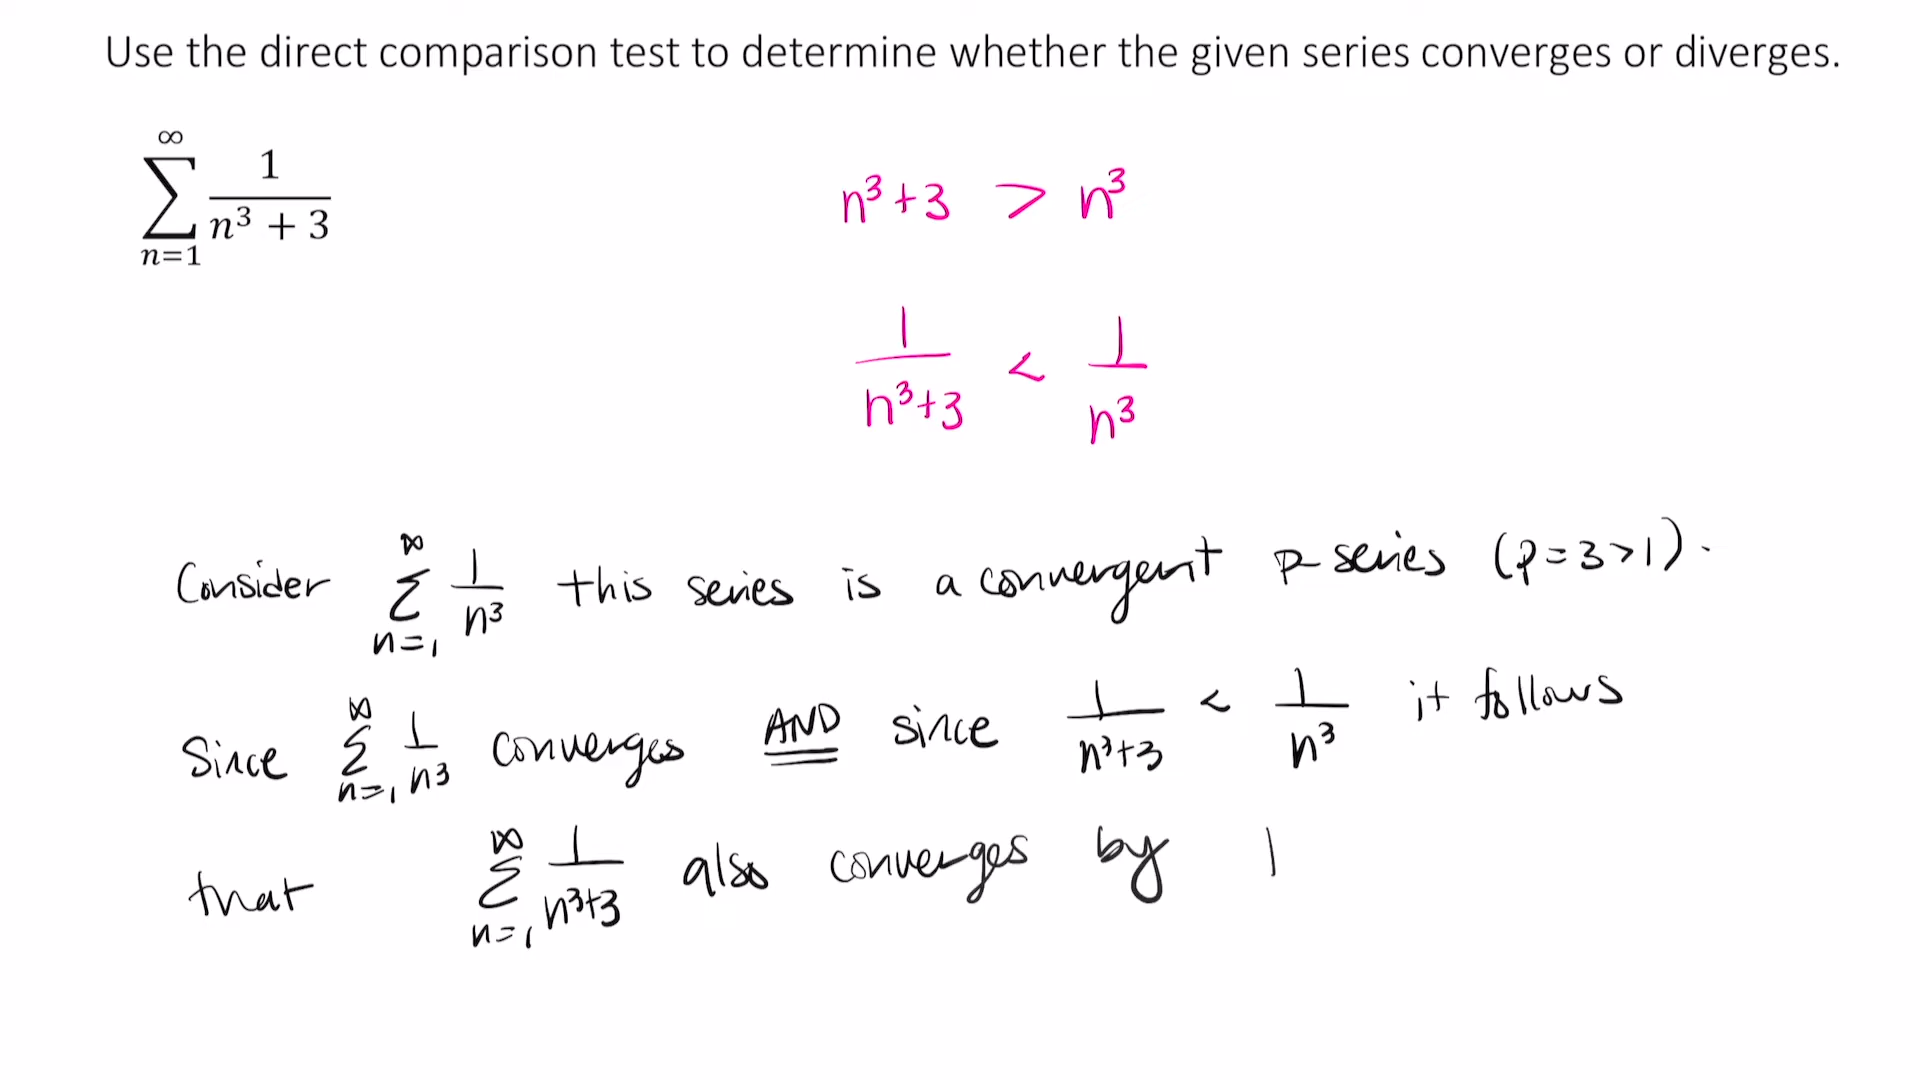 Use the direct comparison test to determine whether the given series converges or diverges.
∞
∑ 1/(n³ + 3)
n=1
n³+3 > n³
1/(n³+3) < 1/n³
Consider ∞∑n=1 1/n³ this series is a convergent p-series (p=3>1).
Since ∞∑n=1 1/n³ converges AND since 1/(n³+3) < 1/n³ it follows
that ∞∑n=1 1/(n³+3) also converges by